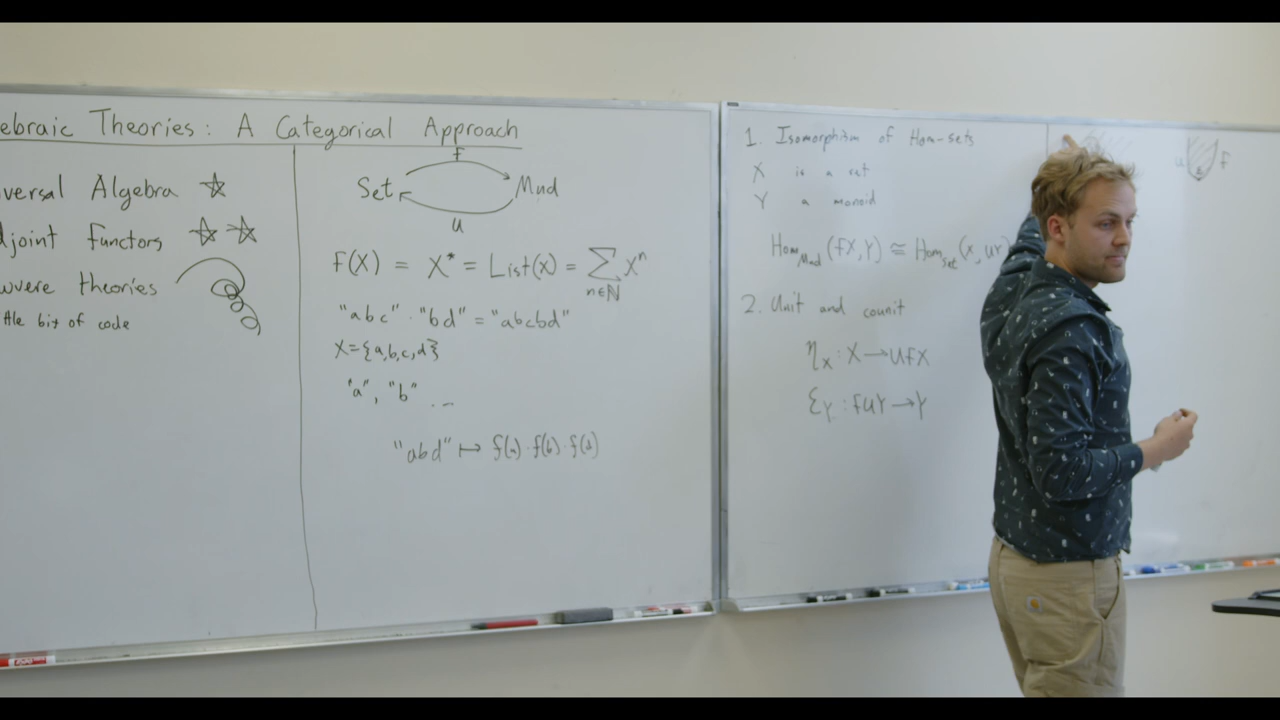 ebraic Theories: A Categorical Approach
versal Algebra ☆
djoint functors ☆☆
wvere theories
ttle bit of code
f
Set Mnd
U
F(X) = X* = List(X) = ∑ Xⁿ
n∈ℕ
"abc" · "bd" = "abcbd"
X={a,b,c,d}
"a", "b" ...
"abd" ↦ f(a)·f(b)·f(d)
1. Isomorphism of Hom-sets
X is a set
Y a monoid
Hom_Mnd(fX,Y) ≅ Hom_Set(X,UY)
2. Unit and counit
η_X : X → UfX
ε_Y : fUY → Y
u f
ε